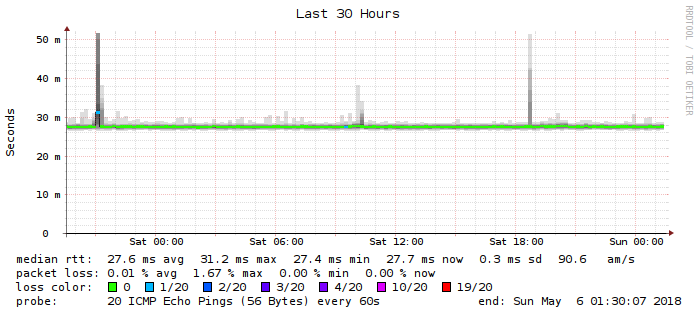 Last 30 Hours
RRDTOOL / TOBI OETIKER
Seconds
50 m
40 m
30 m
20 m
10 m
0
Sat 00:00 Sat 06:00 Sat 12:00 Sat 18:00 Sun 00:00
median rtt: 27.6 ms avg 31.2 ms max 27.4 ms min 27.7 ms now 0.3 ms sd 90.6 am/s
packet loss: 0.01 % avg 1.67 % max 0.00 % min 0.00 % now
loss color: 0 1/20 2/20 3/20 4/20 10/20 19/20
probe: 20 ICMP Echo Pings (56 Bytes) every 60s end: Sun May 6 01:30:07 2018